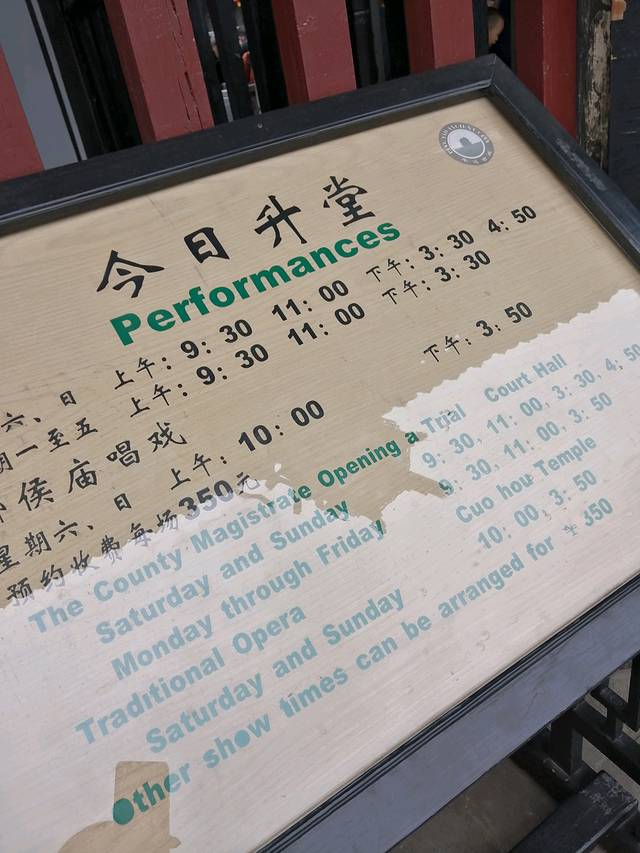 今日升堂
Performances
六、日 上午：9：30 11：00 下午：3：30 4：50
期一至五 上午：9：30 11：00 下午：3：30
侯庙唱戏
星期六、日 上午：10：00 下午：3：50
预约收费每场350元
The County Magistrate Opening a Trial Court Hall
Saturday and Sunday 9：30, 11：00, 3：30, 4：50
Monday through Friday 9：30, 11：00, 3：50
Traditional Opera Cuo hou Temple
Saturday and Sunday 10：00, 3：50
Other show times can be arranged for ￥350